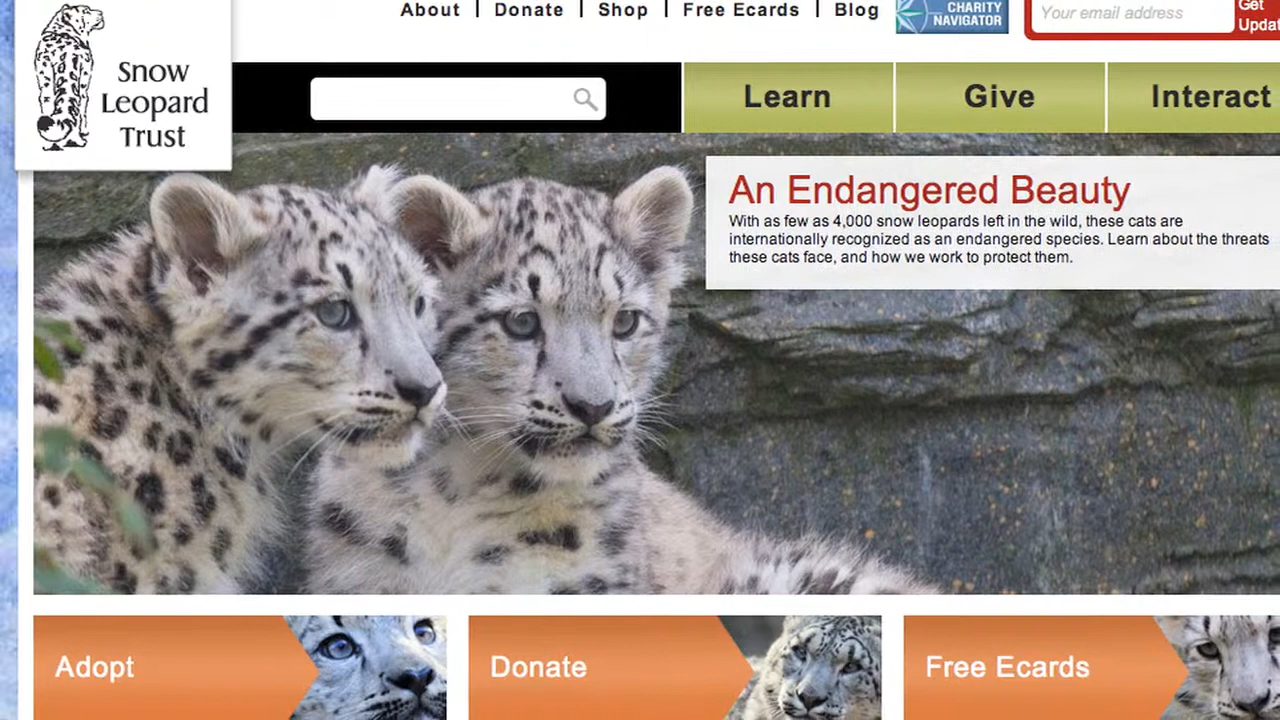 About | Donate | Shop | Free Ecards | Blog
CHARITY
NAVIGATOR
Your email address
Get
Updat
Snow
Leopard
Trust
Learn
Give
Interact
An Endangered Beauty
With as few as 4,000 snow leopards left in the wild, these cats are
internationally recognized as an endangered species. Learn about the threats
these cats face, and how we work to protect them.
Adopt
Donate
Free Ecards